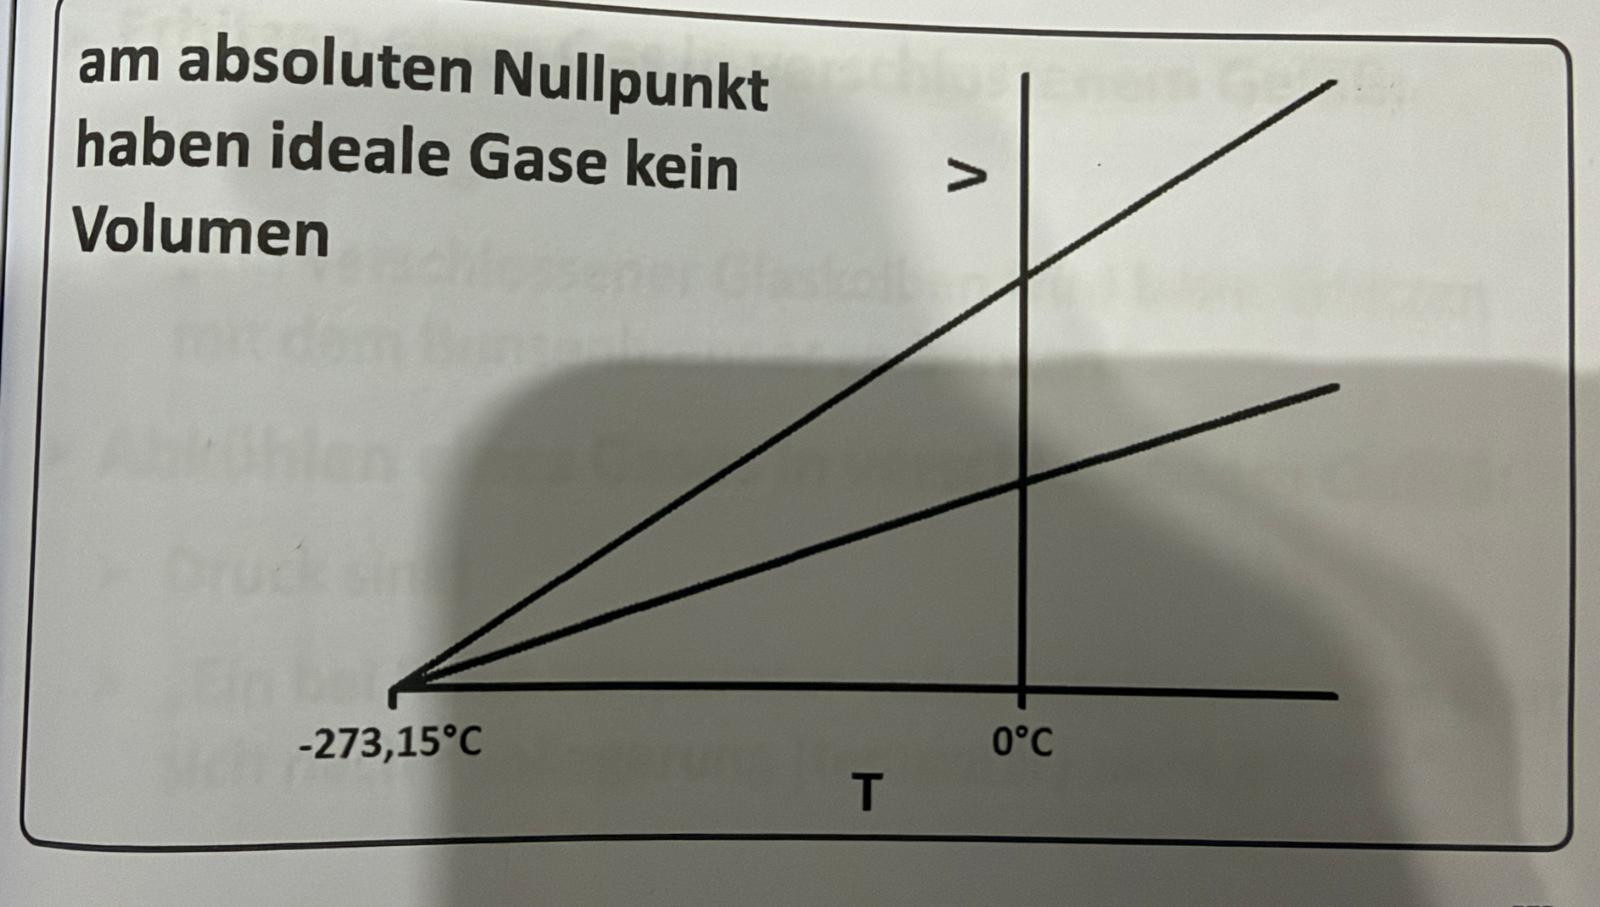 am absoluten Nullpunkt
haben ideale Gase kein
Volumen
>
-273,15°C
0°C
T